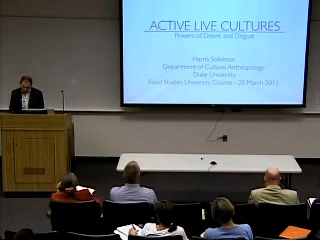 ACTIVE LIVE CULTURES
Powers of Desire and Disgust
Harris Solomon
Department of Cultural Anthropology
Duke University
Food Studies University Course - 20 March 2013